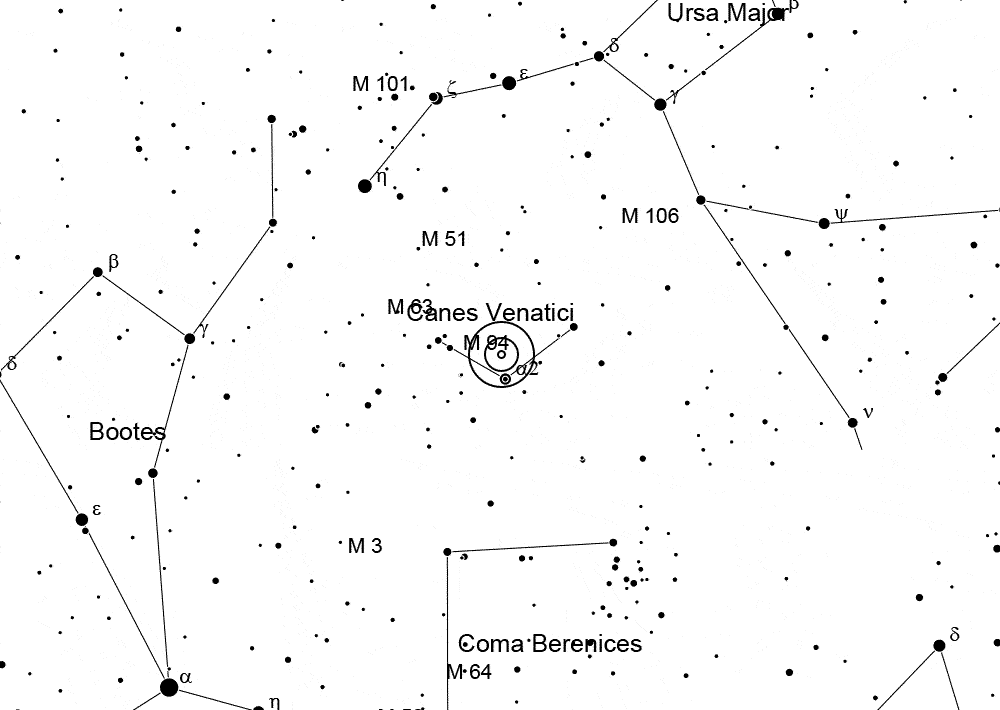 Ursa Major
β
δ
M 101
ζ
ε
γ
η
M 106
ψ
M 51
β
M 63
Canes Venatici
γ
M 94
δ
α2
ν
Bootes
ε
M 3
δ
Coma Berenices
M 64
α
η